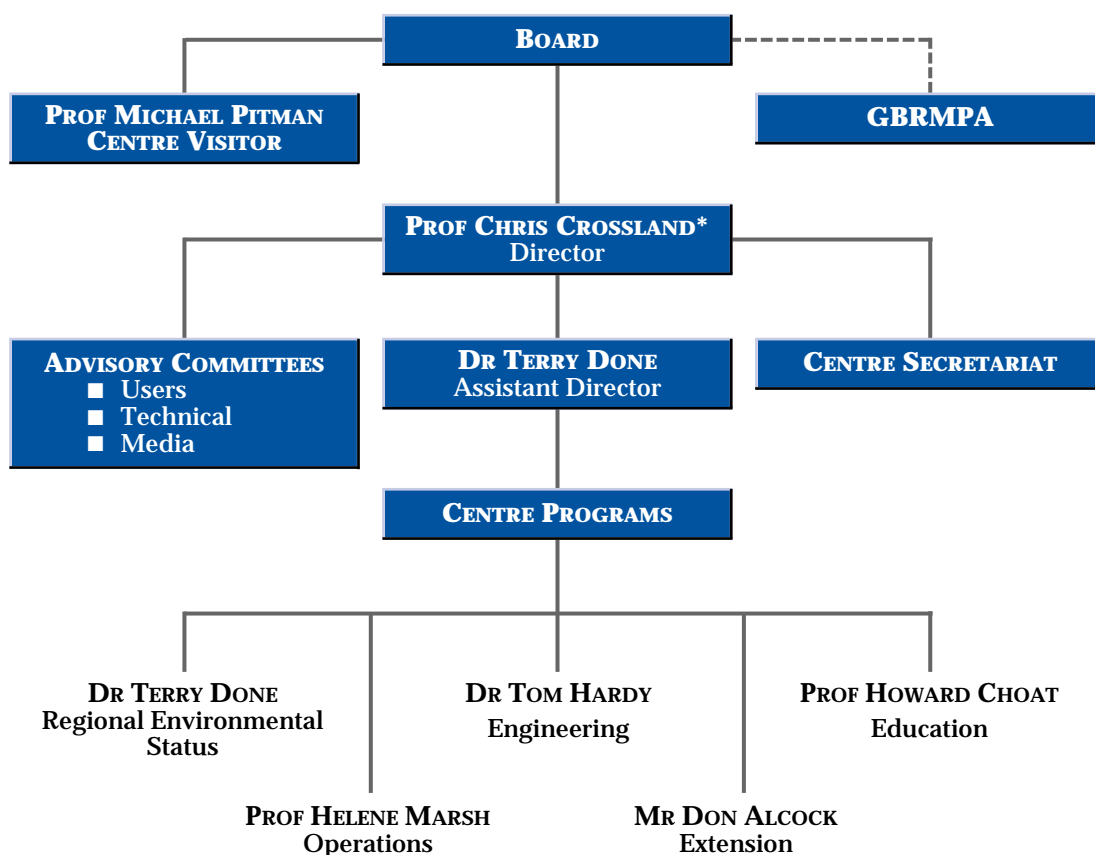 BOARD
PROF MICHAEL PITMAN
CENTRE VISITOR
GBRMPA
PROF CHRIS CROSSLAND*
Director
ADVISORY COMMITTEES
■ Users
■ Technical
■ Media
DR TERRY DONE
Assistant Director
CENTRE SECRETARIAT
CENTRE PROGRAMS
DR TERRY DONE
Regional Environmental
Status
DR TOM HARDY
Engineering
PROF HOWARD CHOAT
Education
PROF HELENE MARSH
Operations
MR DON ALCOCK
Extension